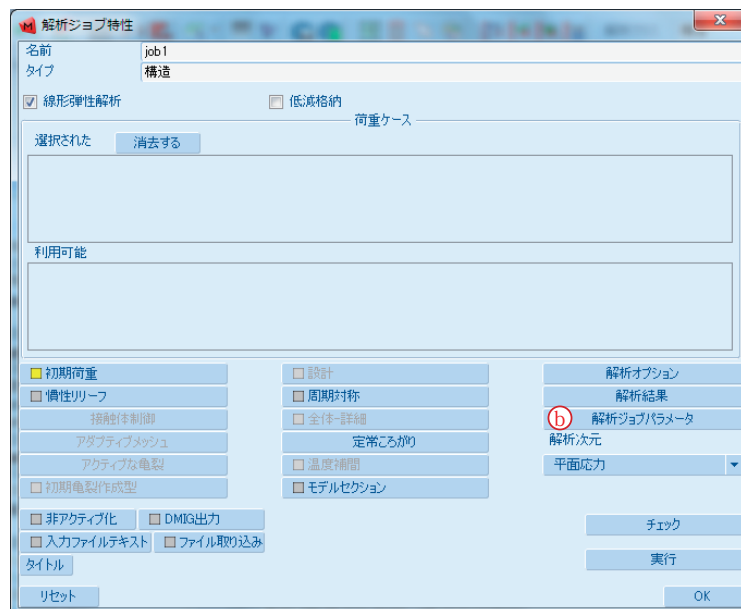 解析ジョブ特性
名前 job1
タイプ 構造
線形弾性解析 低減格納
荷重ケース
選択された 消去する
利用可能
初期荷重 設計 解析オプション
慣性リリーフ 周期対称 解析結果
接触体制御 全体-詳細 ⓑ 解析ジョブパラメータ
アダプティブメッシュ 定常ころがり 解析次元
アクティブな亀裂 温度補間 平面応力
初期亀裂作成型 モデルセクション
非アクティブ化 DMIG出力 チェック
入力ファイルテキスト ファイル取り込み
タイトル 実行
リセット OK